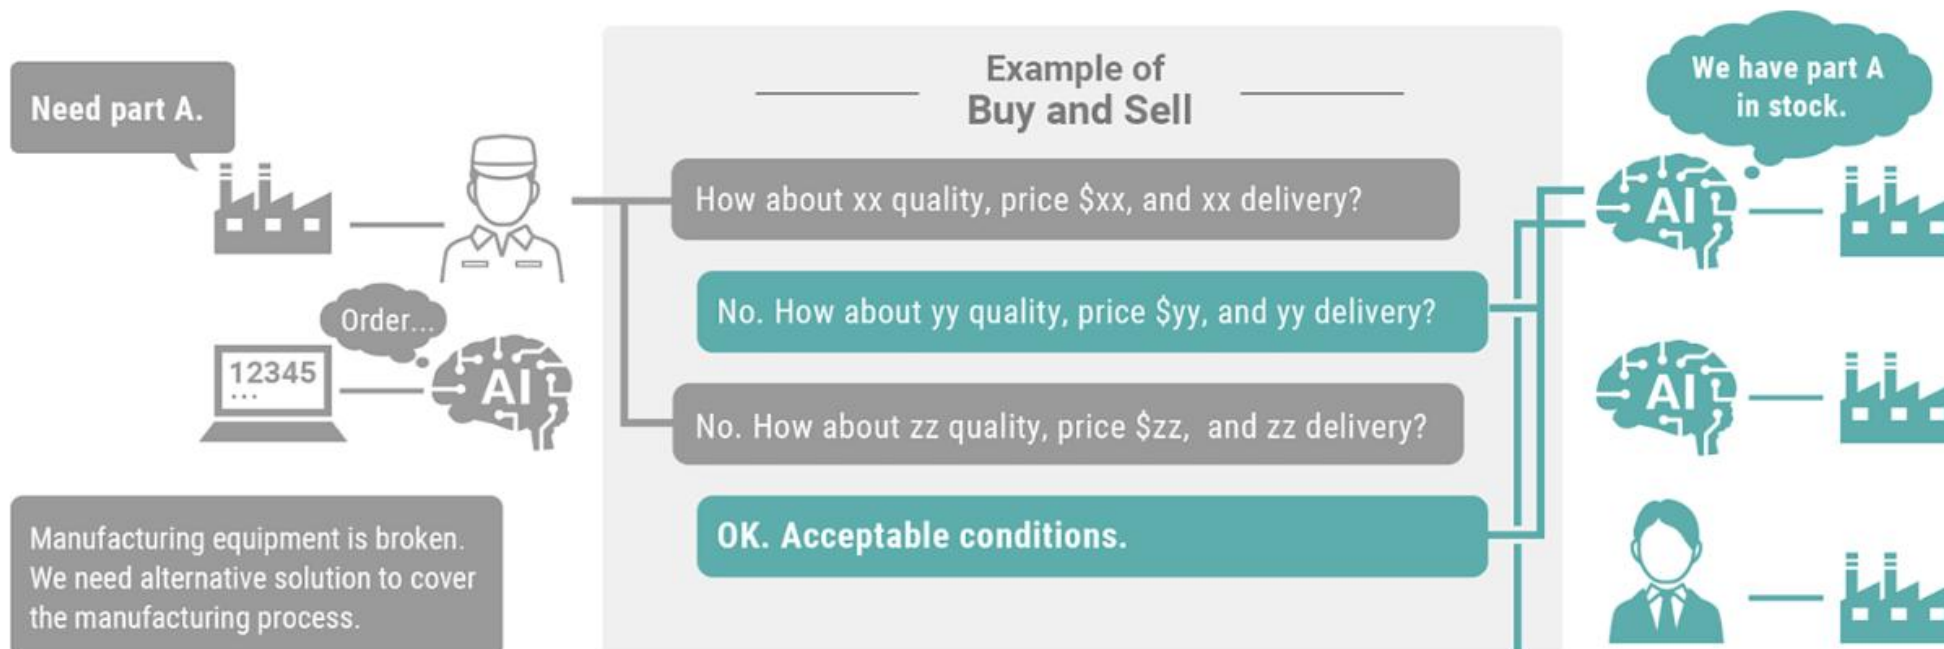 Need part A.
Order...
12345
...
Manufacturing equipment is broken.
We need alternative solution to cover
the manufacturing process.
Example of
Buy and Sell
How about xx quality, price $xx, and xx delivery?
No. How about yy quality, price $yy, and yy delivery?
No. How about zz quality, price $zz, and zz delivery?
OK. Acceptable conditions.
We have part A
in stock.
AI
AI
AI